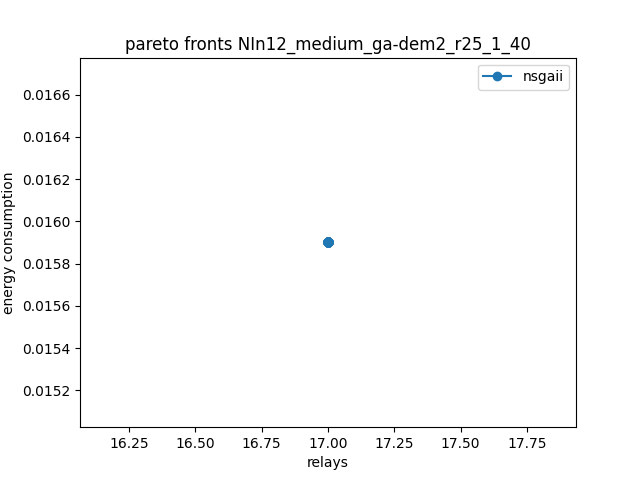 pareto fronts NIn12_medium_ga-dem2_r25_1_40
nsgaii
energy consumption
0.0166
0.0164
0.0162
0.0160
0.0158
0.0156
0.0154
0.0152
16.25 16.50 16.75 17.00 17.25 17.50 17.75
relays